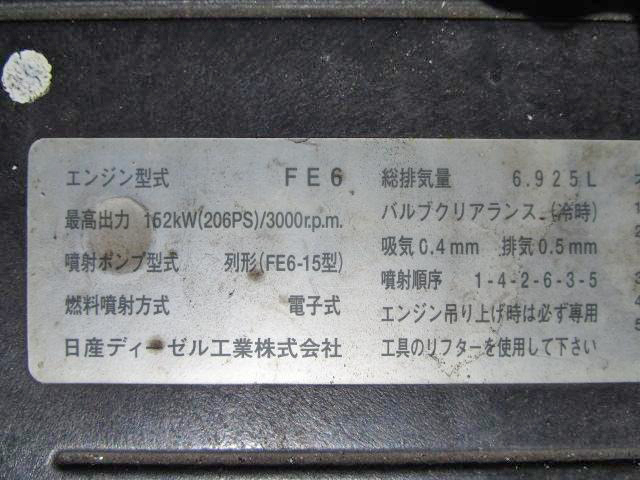 エンジン型式 FE6
最高出力 152kW(206PS)/3000r.p.m.
噴射ポンプ型式 列形(FE6-15型)
燃料噴射方式 電子式
日産ディーゼル工業株式会社
総排気量 6.925L
バルブクリアランス (冷時)
吸気0.4mm 排気0.5mm
噴射順序 1-4-2-6-3-5
エンジン吊り上げ時は必ず専用
工具のリフターを使用して下さい